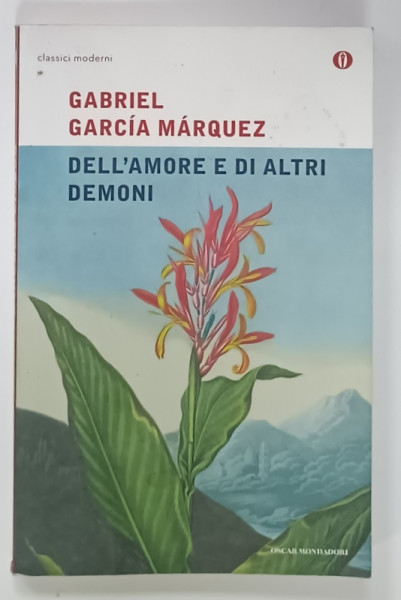 classici moderni
GABRIEL
GARCÍA MÁRQUEZ
DELL'AMORE E DI ALTRI
DEMONI
OSCAR MONDADORI